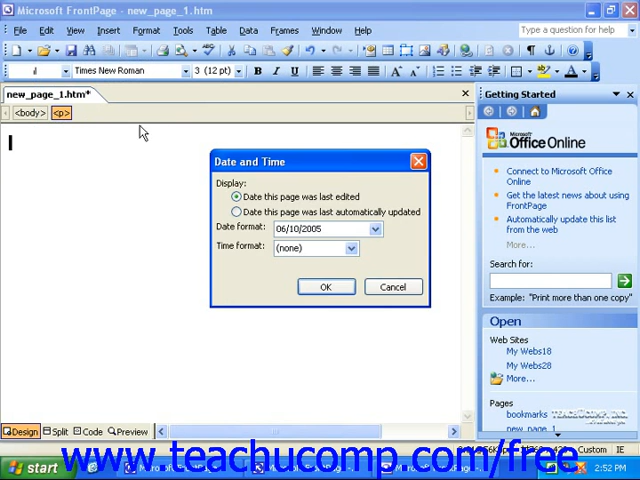 Microsoft FrontPage - new_page_1.htm
File Edit View Insert Format Tools Table Data Frames Window Help
Type a question for help
Times New Roman 3 (12 pt) B I U
new_page_1.htm*
<body> <p>
Date and Time
Display:
Date this page was last edited
Date this page was last automatically updated
Date format: 06/10/2005
Time format: (none)
OK Cancel
Getting Started
Microsoft
Office Online
Connect to Microsoft Office
Online
Get the latest news about using
FrontPage
Automatically update this list
from the web
More...
Search for:
Example: "Print more than one copy"
Open
Web Sites
My Webs18
My Webs28
More...
Pages
bookmarks
new_page_1
TEACHUCOMP, INC.
Design Split Code Preview
Custom IE
www.teachucomp.com/free
start
2:52 PM